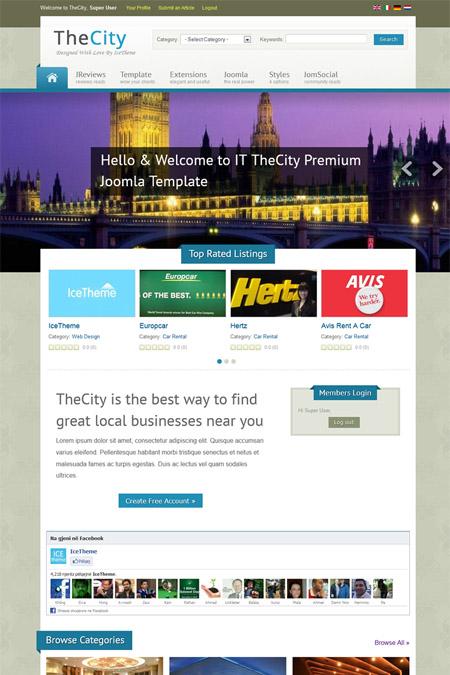 Welcome to TheCity, Super User Your Profile Submit an Article Logout
TheCity
Designed With Love By IceTheme
Category - Select Category - Keywords: Search
JReviews Template Extensions Joomla Styles JomSocial
reviews reads wow your clients elegant and useful the real power 4 options community reads
Hello & Welcome to IT TheCity Premium
Joomla Template
Top Rated Listings
IceTheme
Europcar
OF THE BEST.
Hertz
AVIS
We try
harder.
IceTheme Europcar Hertz Avis Rent A Car
Category: Web Design Category: Car Rental Category: Car Rental Category: Car Rental
0.0 (0) 0.0 (0) 0.0 (0) 0.0 (0)
TheCity is the best way to find
great local businesses near you
Lorem ipsum dolor sit amet, consectetur adipiscing elit. Quisque accumsan
varius eleifend. Pellentesque habitant morbi tristique senectus et netus et
malesuada fames ac turpis egestas. Duis ac lectus vel quam sodales
ultrices.
Create Free Account »
Members Login
Hi Super User,
Log out
Na gjeni në Facebook
ICE
theme
IceTheme
Pëlqej
4,218 njerëz pëlqejnë IceTheme.
Browse Categories
Browse All »